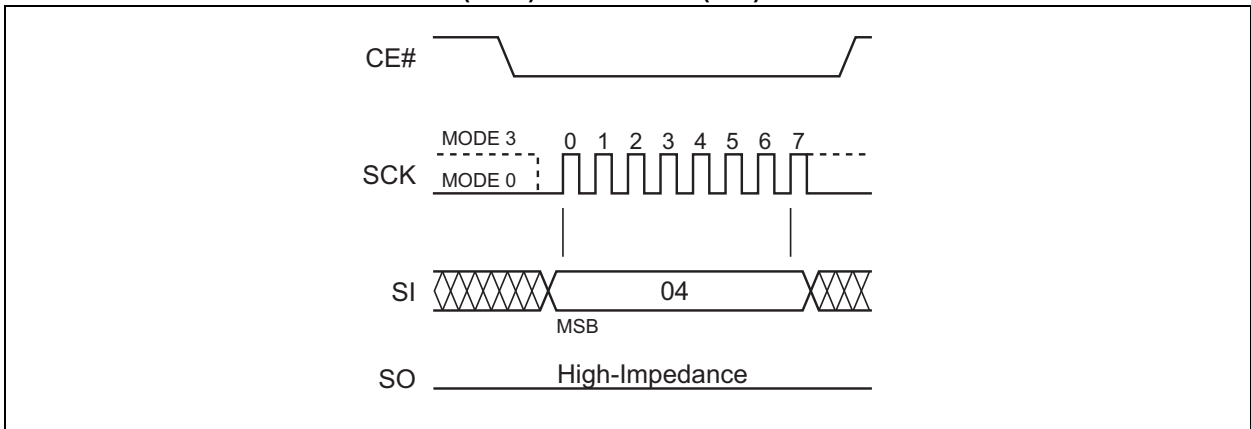 CE#
MODE 3
0 1 2 3 4 5 6 7
SCK
MODE 0
SI
04
MSB
SO
High-Impedance